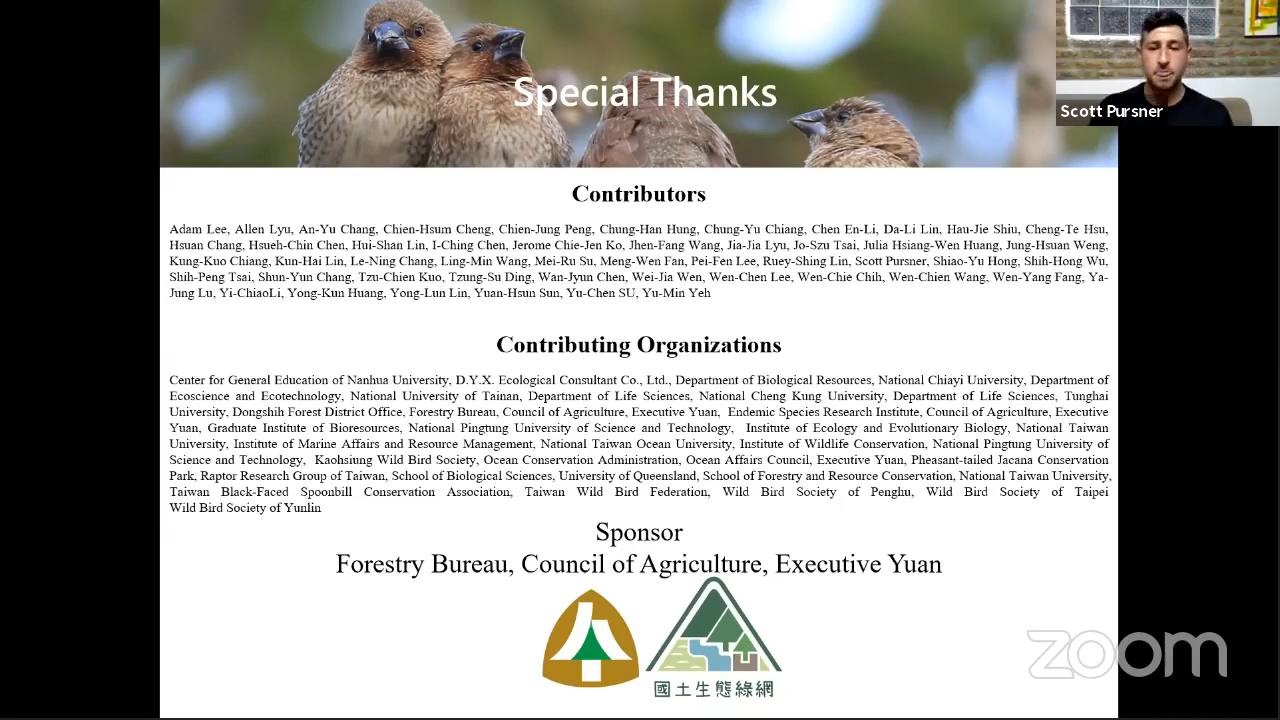 Special Thanks
Scott Pursner
Contributors
Adam Lee, Allen Lyu, An-Yu Chang, Chien-Hsum Cheng, Chien-Jung Peng, Chung-Han Hung, Chung-Yu Chiang, Chen En-Li, Da-Li Lin, Hau-Jie Shiu, Cheng-Te Hsu,
Hsuan Chang, Hsueh-Chin Chen, Hui-Shan Lin, I-Ching Chen, Jerome Chie-Jen Ko, Jhen-Fang Wang, Jia-Jia Lyu, Jo-Szu Tsai, Julia Hsiang-Wen Huang, Jung-Hsuan Weng,
Kung-Kuo Chiang, Kun-Hai Lin, Le-Ning Chang, Ling-Min Wang, Mei-Ru Su, Meng-Wen Fan, Pei-Fen Lee, Ruey-Shing Lin, Scott Pursner, Shiao-Yu Hong, Shih-Hong Wu,
Shih-Peng Tsai, Shun-Yun Chang, Tzu-Chien Kuo, Tzung-Su Ding, Wan-Jyun Chen, Wei-Jia Wen, Wen-Chen Lee, Wen-Chie Chih, Wen-Chien Wang, Wen-Yang Fang, Ya-
Jung Lu, Yi-ChiaoLi, Yong-Kun Huang, Yong-Lun Lin, Yuan-Hsun Sun, Yu-Chen SU, Yu-Min Yeh
Contributing Organizations
Center for General Education of Nanhua University, D.Y.X. Ecological Consultant Co., Ltd., Department of Biological Resources, National Chiayi University, Department of
Ecoscience and Ecotechnology, National University of Tainan, Department of Life Sciences, National Cheng Kung University, Department of Life Sciences, Tunghai
University, Dongshih Forest District Office, Forestry Bureau, Council of Agriculture, Executive Yuan, Endemic Species Research Institute, Council of Agriculture, Executive
Yuan, Graduate Institute of Bioresources, National Pingtung University of Science and Technology, Institute of Ecology and Evolutionary Biology, National Taiwan
University, Institute of Marine Affairs and Resource Management, National Taiwan Ocean University, Institute of Wildlife Conservation, National Pingtung University of
Science and Technology, Kaohsiung Wild Bird Society, Ocean Conservation Administration, Ocean Affairs Council, Executive Yuan, Pheasant-tailed Jacana Conservation
Park, Raptor Research Group of Taiwan, School of Biological Sciences, University of Queensland, School of Forestry and Resource Conservation, National Taiwan University,
Taiwan Black-Faced Spoonbill Conservation Association, Taiwan Wild Bird Federation, Wild Bird Society of Penghu, Wild Bird Society of Taipei
Wild Bird Society of Yunlin
Sponsor
Forestry Bureau, Council of Agriculture, Executive Yuan
國土生態綠網
zoom